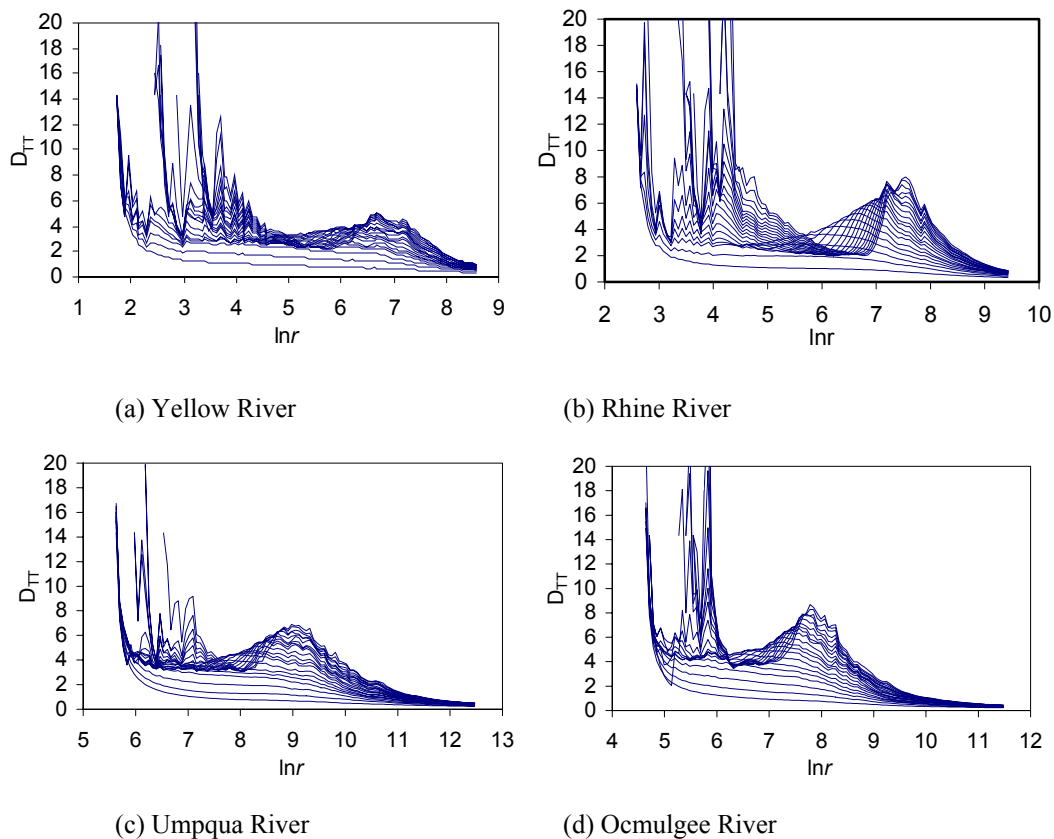 20
18
16
14
12
10
8
6
4
2
0
D_TT
1 2 3 4 5 6 7 8 9
lnr
(a) Yellow River
20
18
16
14
12
10
8
6
4
2
0
D_TT
2 3 4 5 6 7 8 9 10
lnr
(b) Rhine River
20
18
16
14
12
10
8
6
4
2
0
D_TT
5 6 7 8 9 10 11 12 13
lnr
(c) Umpqua River
20
18
16
14
12
10
8
6
4
2
0
D_TT
4 5 6 7 8 9 10 11 12
lnr
(d) Ocmulgee River